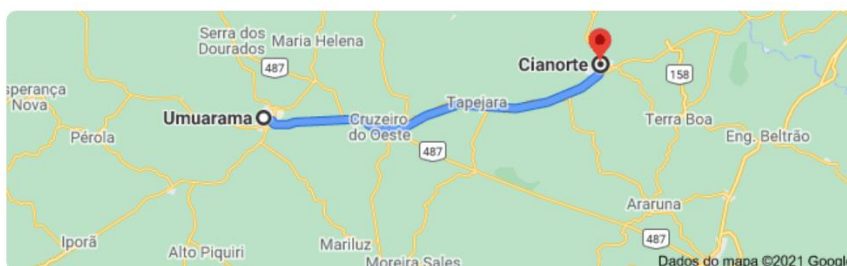 Serra dos
Dourados
Maria Helena
487
Cianorte
158
sperança
Nova
Umuarama
Tapejara
Cruzeiro
do Oeste
Terra Boa
Pérola
Eng. Beltrão
487
Araruna
Iporã
Alto Piquiri
Mariluz
487
Moreira Sales
Dados do mapa ©2021 Google